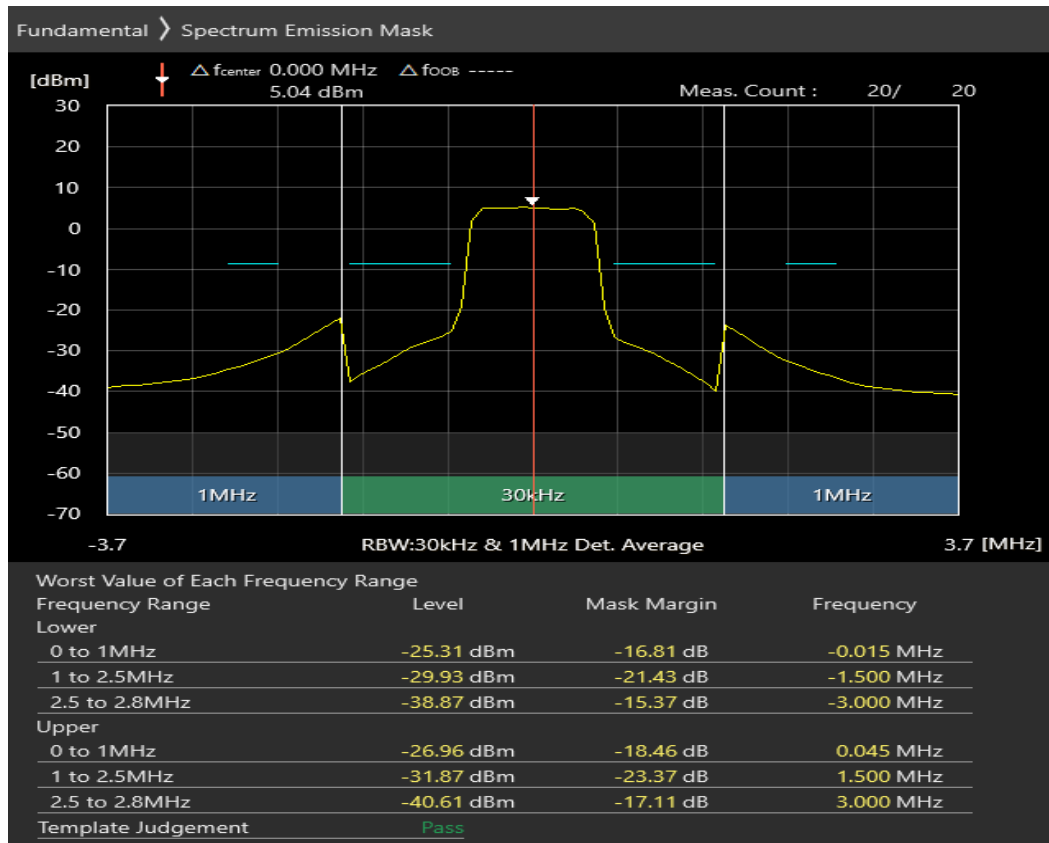 Fundamental 〉 Spectrum Emission Mask
[dBm] △ fcenter 0.000 MHz △ fOOB -----
5.04 dBm Meas. Count : 20/ 20
30
20
10
0
-10
-20
-30
-40
-50
-60
1MHz 30kHz 1MHz
-70
-3.7 RBW:30kHz & 1MHz Det. Average 3.7 [MHz]
Worst Value of Each Frequency Range
Frequency Range Level Mask Margin Frequency
Lower
0 to 1MHz -25.31 dBm -16.81 dB -0.015 MHz
1 to 2.5MHz -29.93 dBm -21.43 dB -1.500 MHz
2.5 to 2.8MHz -38.87 dBm -15.37 dB -3.000 MHz
Upper
0 to 1MHz -26.96 dBm -18.46 dB 0.045 MHz
1 to 2.5MHz -31.87 dBm -23.37 dB 1.500 MHz
2.5 to 2.8MHz -40.61 dBm -17.11 dB 3.000 MHz
Template Judgement Pass